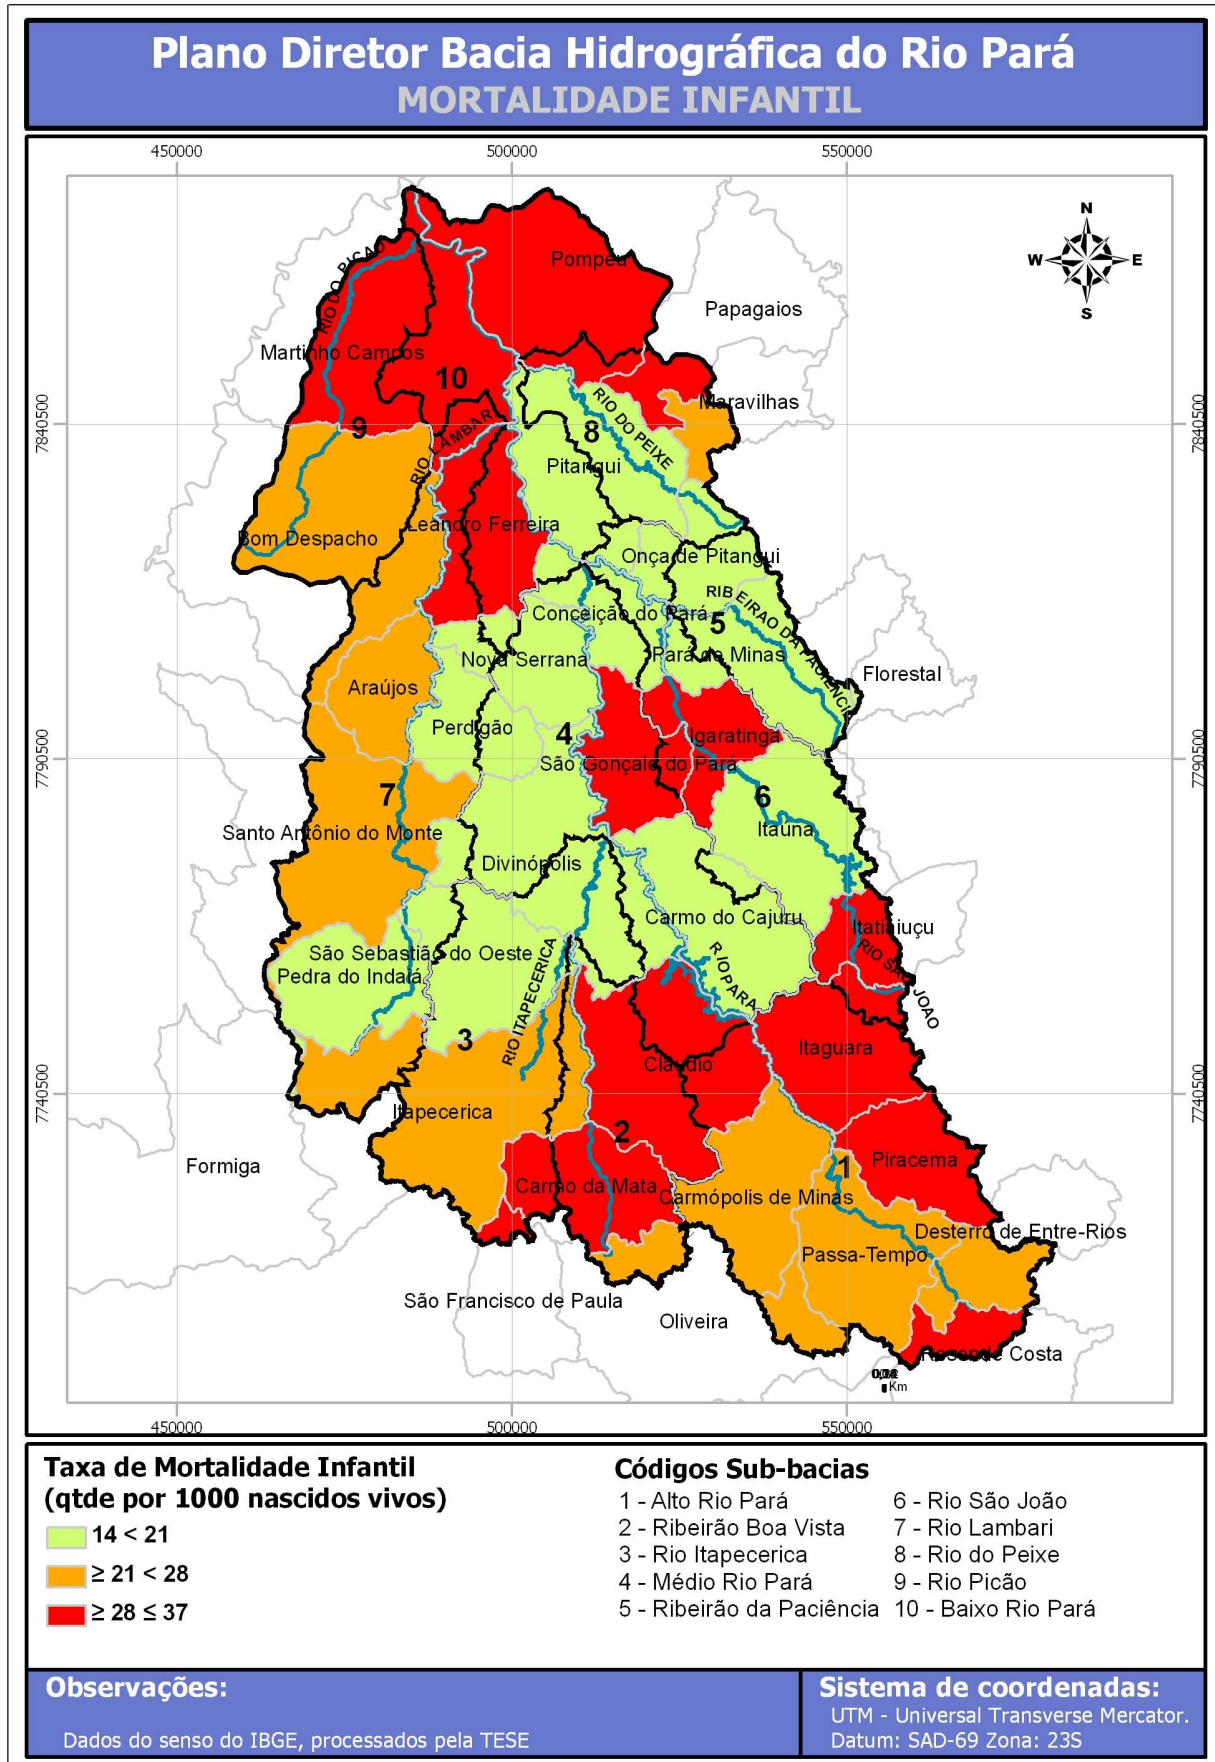 Plano Diretor Bacia Hidrográfica do Rio Pará
MORTALIDADE INFANTIL
450000 500000 550000
N
W E
S
Pompéu
RIO DO PICAO
Papagaios
Martinho Campos
10
Maravilhas
7840500
7840500
9
RIO LAMBARI
8
RIO DO PEIXE
Pitangui
Leandro Ferreira
Bom Despacho
Onça de Pitangui
RIBEIRAO DA PACIENCIA
Conceição do Pará
5
Nova Serrana
Pará de Minas
Florestal
Araújos
Perdigão
4
Igaratinga
7790500
7790500
São Gonçalo do Pará
7
6
Santo Antônio do Monte
Itaúna
Divinópolis
Carmo do Cajuru
Itatiaiuçu
São Sebastião do Oeste
Pedra do Indaiá
RIO ITAPECERICA
RIO PARA
RIO SAO JOAO
3
Itaguara
Cláudio
7740500
7740500
Itapecerica
2
Formiga
1
Piracema
Carmo da Mata
Carmópolis de Minas
Desterro de Entre-Rios
Passa-Tempo
São Francisco de Paula
Oliveira
Resende Costa
Km
450000 500000 550000
Taxa de Mortalidade Infantil
(qtde por 1000 nascidos vivos)
14 < 21
≥ 21 < 28
≥ 28 ≤ 37
Códigos Sub-bacias
1 - Alto Rio Pará
2 - Ribeirão Boa Vista
3 - Rio Itapecerica
4 - Médio Rio Pará
5 - Ribeirão da Paciência
6 - Rio São João
7 - Rio Lambari
8 - Rio do Peixe
9 - Rio Picão
10 - Baixo Rio Pará
Observações:
Dados do senso do IBGE, processados pela TESE
Sistema de coordenadas:
UTM - Universal Transverse Mercator.
Datum: SAD-69 Zona: 23S